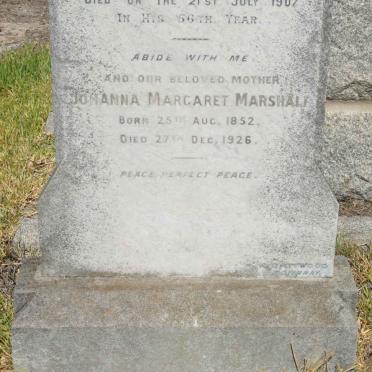 DIED ON THE 21ST JULY 1907
IN HIS 66TH YEAR.
ABIDE WITH ME
AND OUR BELOVED MOTHER
JOHANNA MARGARET MARSHALL
BORN 25TH AUG. 1852.
DIED 27TH DEC. 1926.
PEACE, PERFECT PEACE.